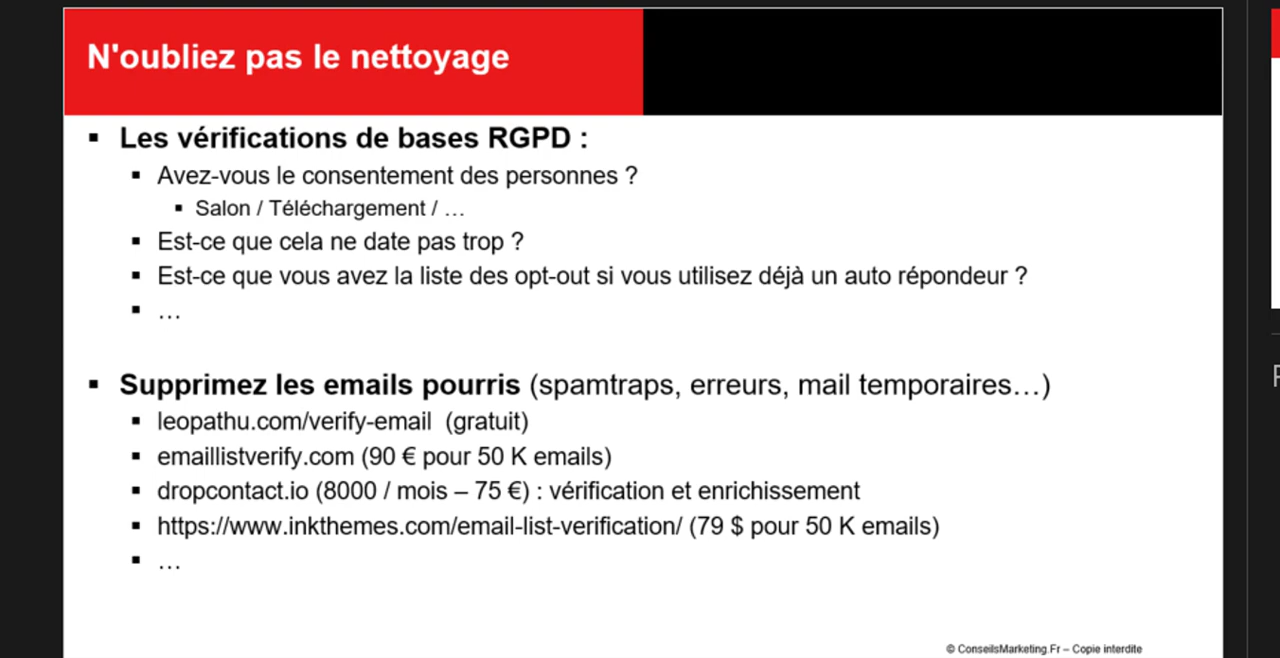 N'oubliez pas le nettoyage
▪ Les vérifications de bases RGPD :
▪ Avez-vous le consentement des personnes ?
▪ Salon / Téléchargement / …
▪ Est-ce que cela ne date pas trop ?
▪ Est-ce que vous avez la liste des opt-out si vous utilisez déjà un auto répondeur ?
▪ …
▪ Supprimez les emails pourris (spamtraps, erreurs, mail temporaires…)
▪ leopathu.com/verify-email (gratuit)
▪ emaillistverify.com (90 € pour 50 K emails)
▪ dropcontact.io (8000 / mois – 75 €) : vérification et enrichissement
▪ https://www.inkthemes.com/email-list-verification/ (79 $ pour 50 K emails)
▪ …
© ConseilsMarketing.Fr – Copie interdite